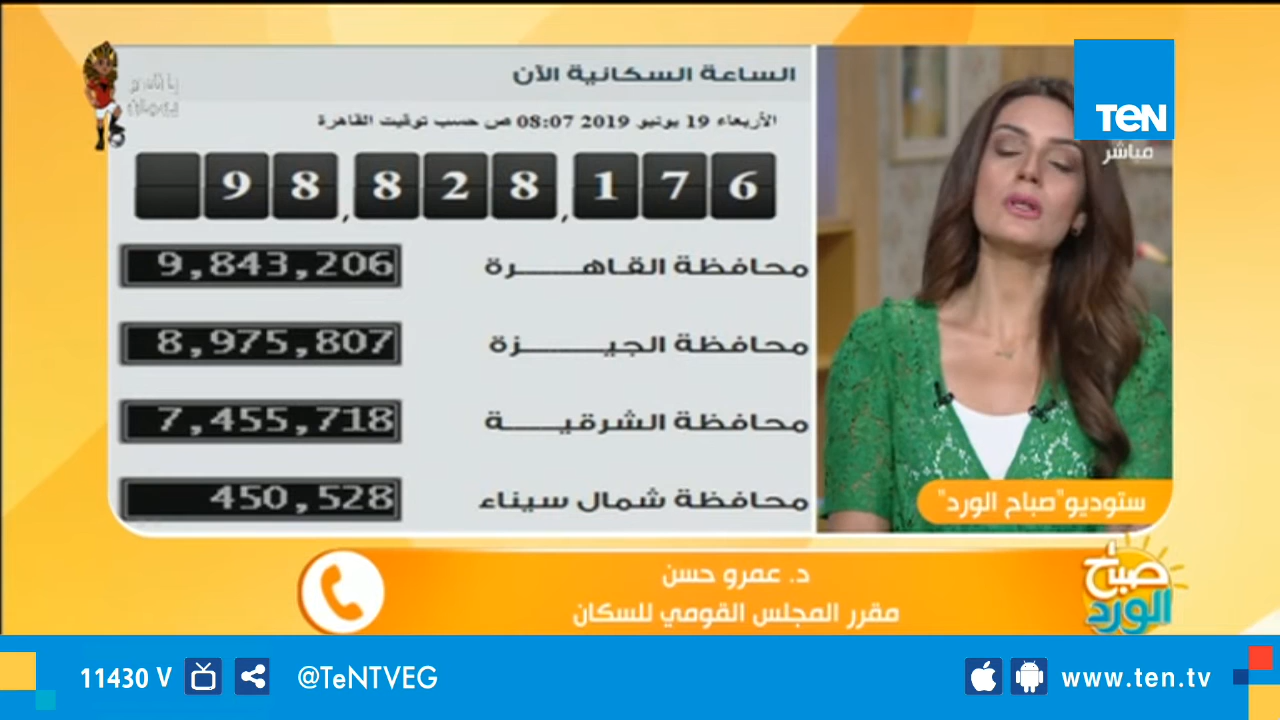 الساعة السكانية الآن
الأربعاء 19 يونيو 2019 08:07 ص حسب توقيت القاهرة
98,828,176
محافظة القاهـــــرة
9,843,206
محافظة الجيـــــزة
8,975,807
محافظة الشرقيـــة
7,455,718
محافظة شمال سيناء
450,528
TEN
مباشر
ستوديو"صباح الورد"
د. عمرو حسن
مقرر المجلس القومي للسكان
صباح
الورد
11430 V
@TeNTVEG
www.ten.tv